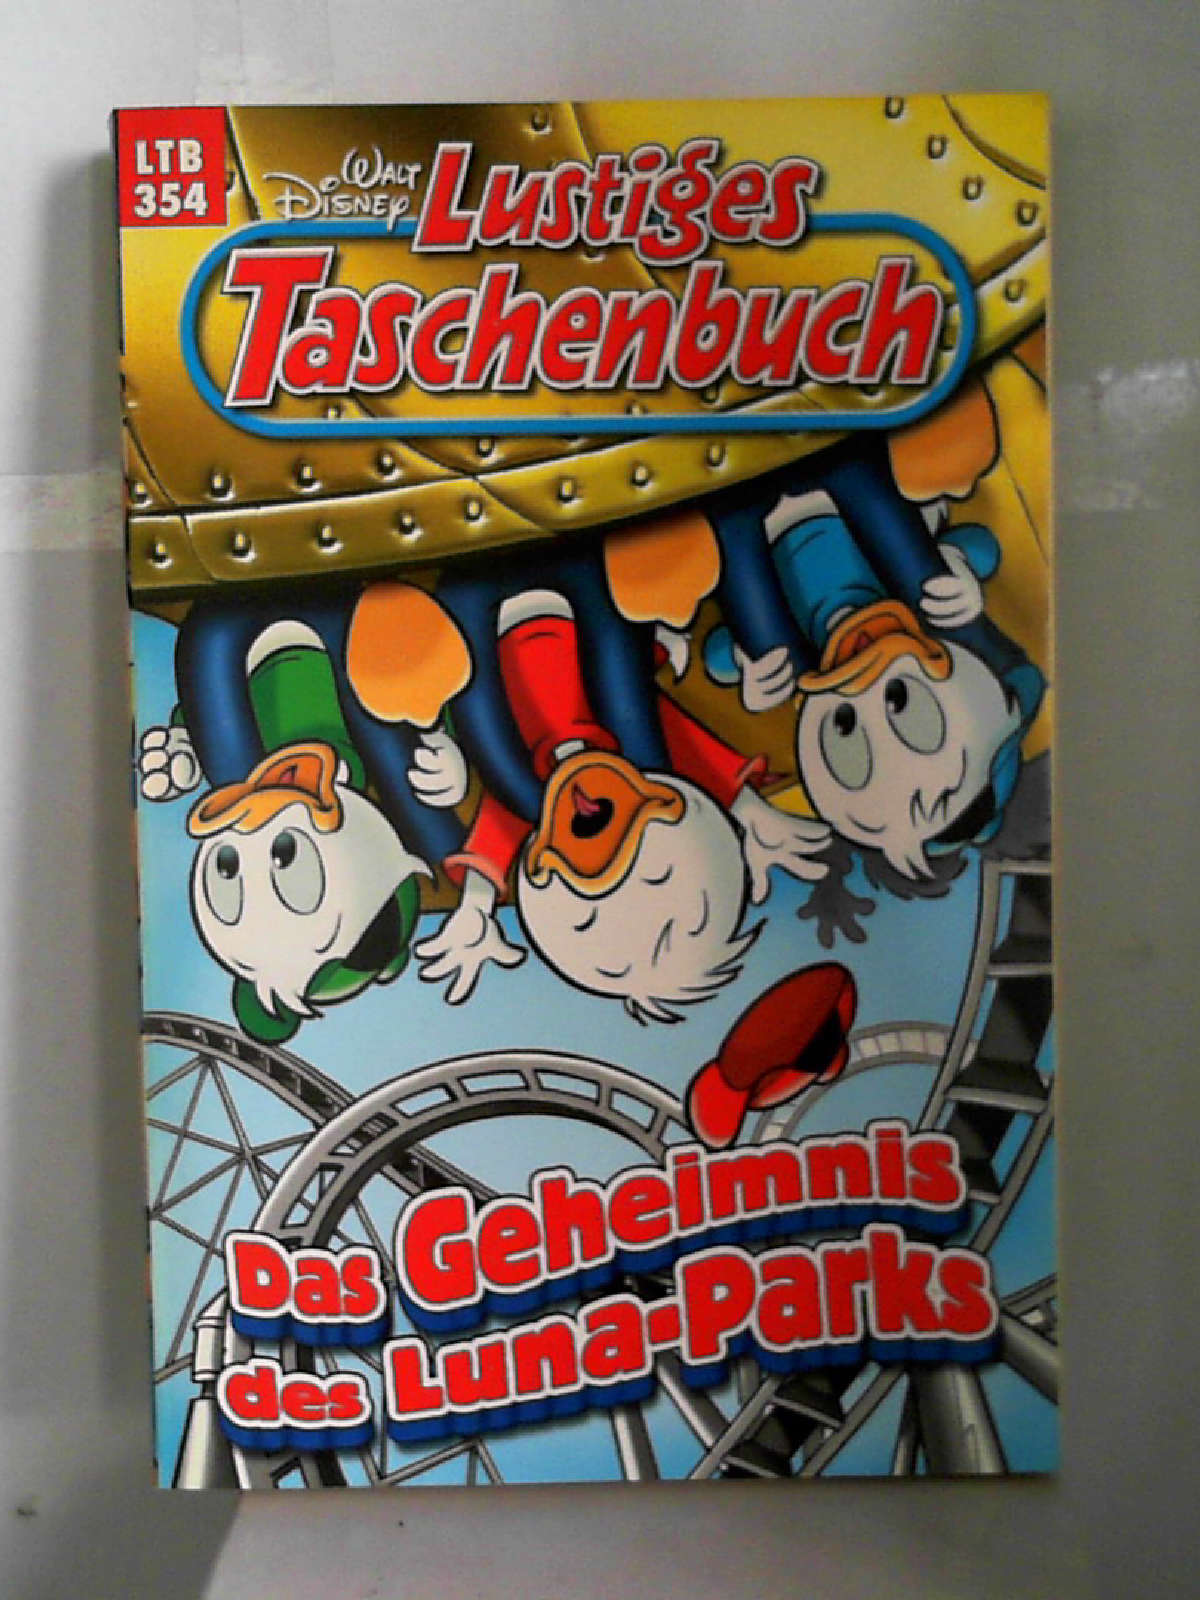 LTB
354
WALT
DISNEY
Lustiges
Taschenbuch
Das Geheimnis
des Luna-Parks